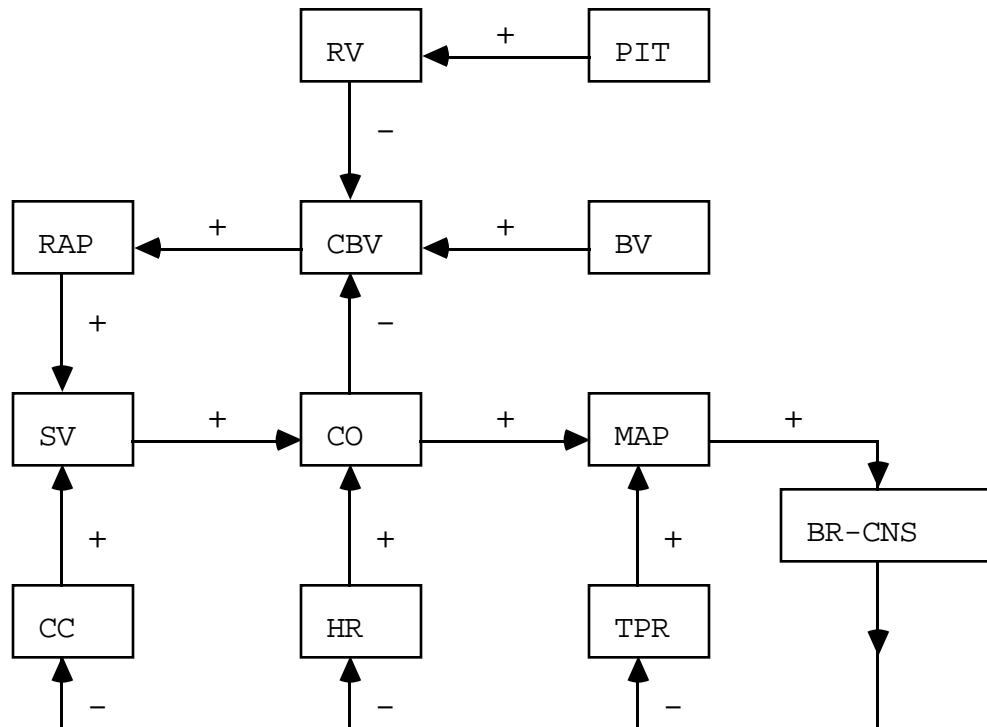 RV + PIT
-
RAP + CBV + BV
+ -
SV + CO + MAP +
BR-CNS
+ + +
CC HR TPR
- - -